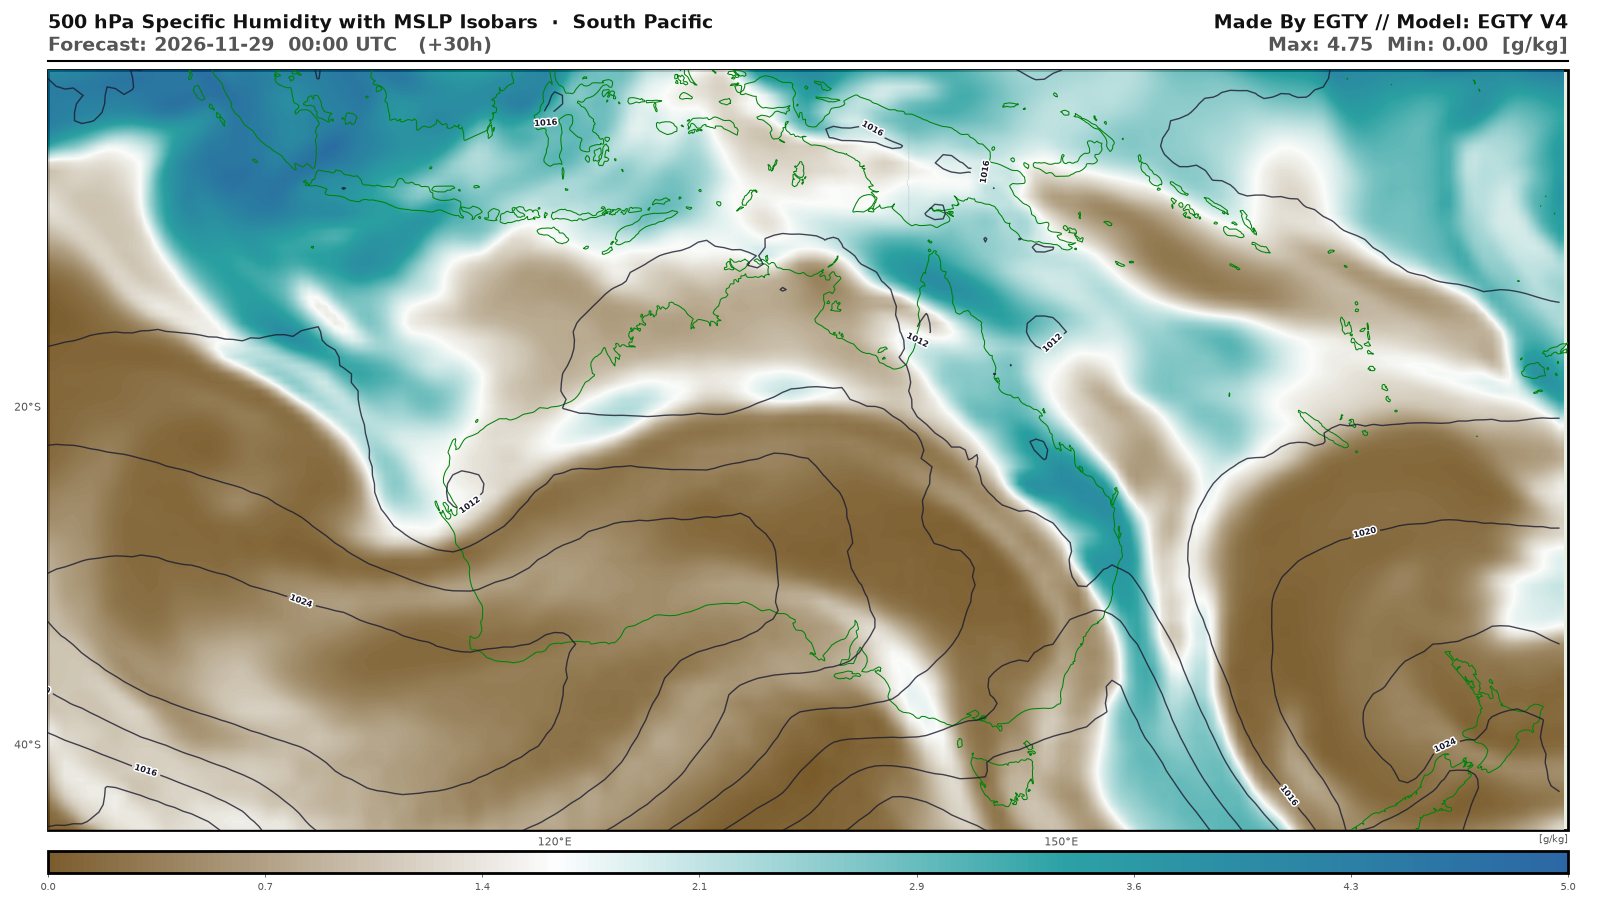 500 hPa Specific Humidity with MSLP Isobars · South Pacific
Made By EGTY // Model: EGTY V4
Forecast: 2026-11-29 00:00 UTC (+30h)
Max: 4.75 Min: 0.00 [g/kg]
1016
1016
1016
1012
1012
20°S
1012
1020
1024
40°S
1024
1016
1016
120°E
150°E
[g/kg]
0.0
0.7
1.4
2.1
2.9
3.6
4.3
5.0